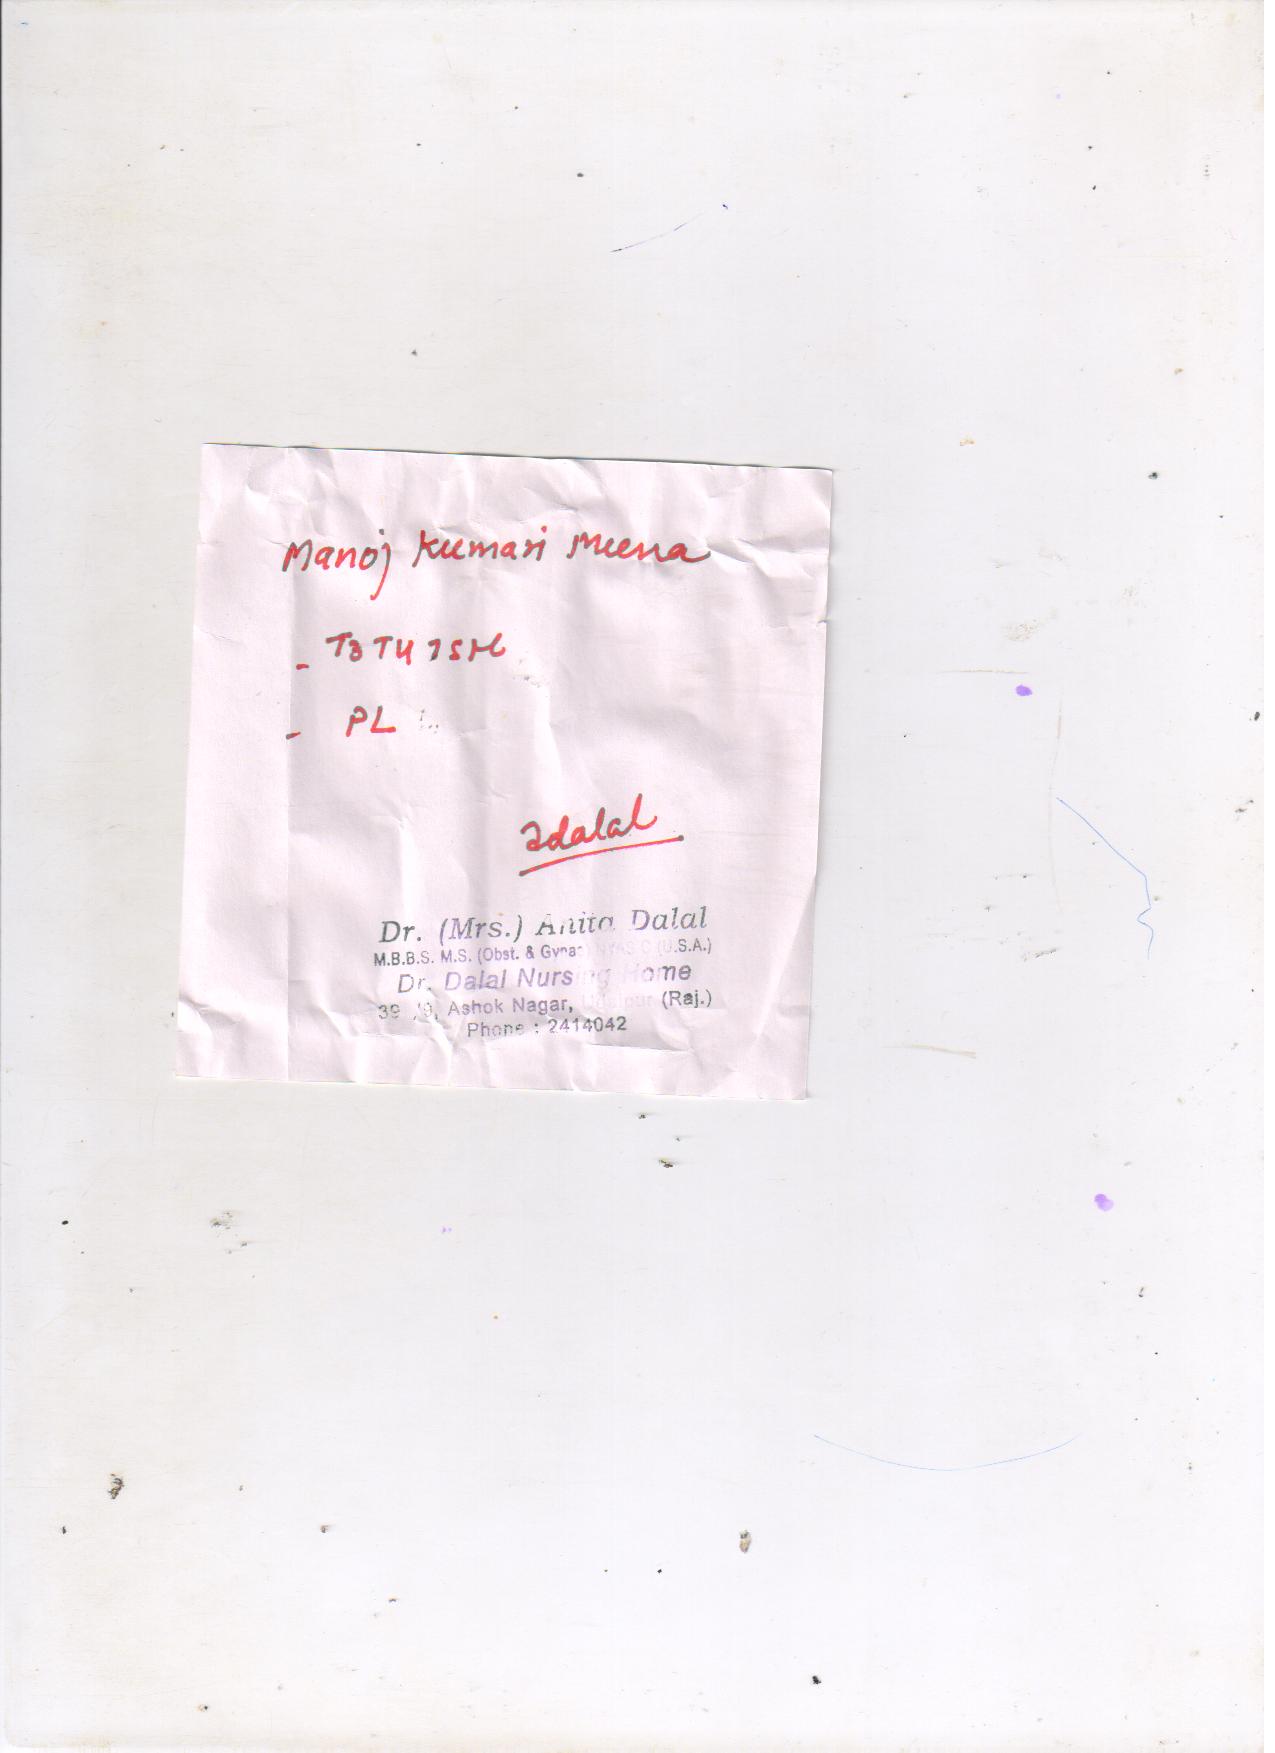 Manoj Kumari Meena
- T3 T4 TSH
- PL
adalal
Dr. (Mrs.) Anita Dalal
M.B.B.S. M.S. (Obst. & Gynae) (U.S.A.)
Dr. Dalal Nursing Home
Ashok Nagar, Udaipur (Raj.)
Phone : 2414042